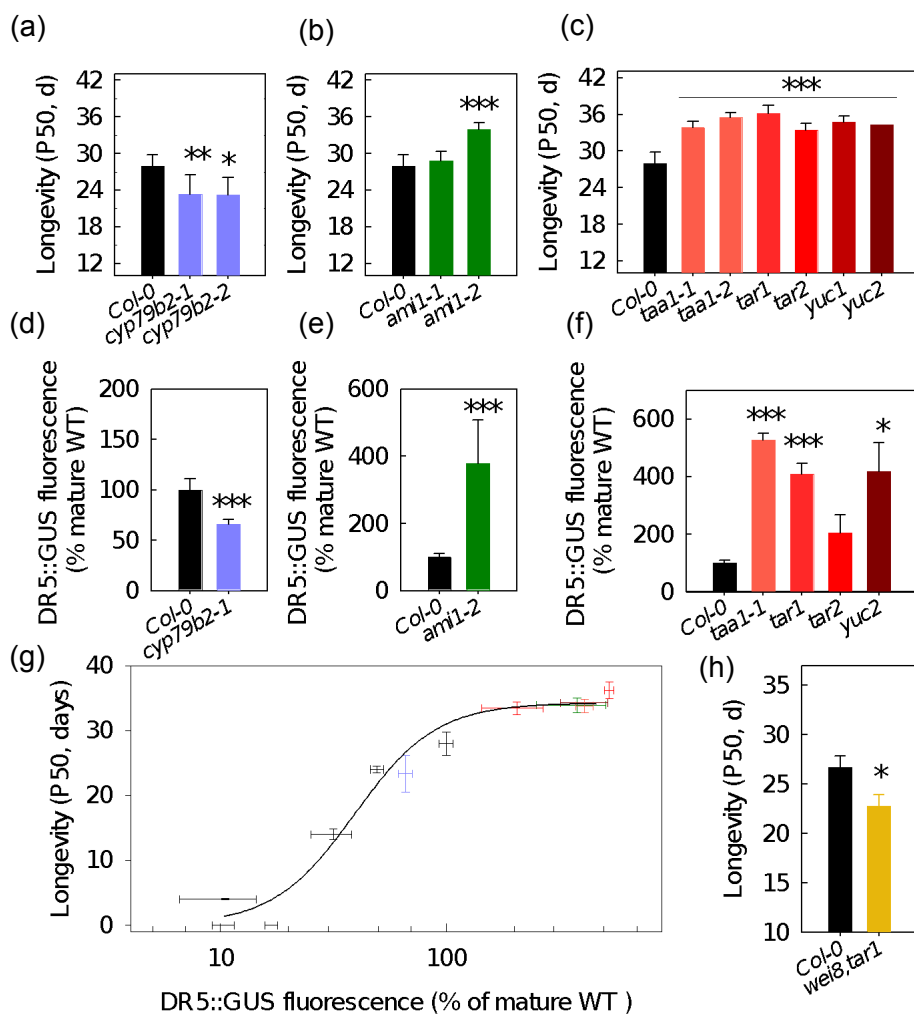 (a)
Longevity (P50, d)
42
36
30
24
18
12
** *
Col-0
cyp79b2-1
cyp79b2-2
(b)
Longevity (P50, d)
42
36
30
24
18
12
***
Col-0
ami1-1
ami1-2
(c)
Longevity (P50, d)
42
36
30
24
18
12
***
Col-0
taa1-1
taa1-2
tar1
tar2
yuc1
yuc2
(d)
DR5::GUS fluorescence
(% mature WT)
200
150
100
50
0
***
Col-0
cyp79b2-1
(e)
DR5::GUS fluorescence
(% mature WT)
600
400
200
0
***
Col-0
ami1-2
(f)
DR5::GUS fluorescence
(% mature WT)
600
400
200
0
*** *** *
Col-0
taa1-1
tar1
tar2
yuc2
(g)
Longevity (P50, days)
40
30
20
10
0
10 100
DR5::GUS fluorescence (% of mature WT )
(h)
Longevity (P50, d)
35
30
25
20
15
10
*
Col-0
wei8,tar1